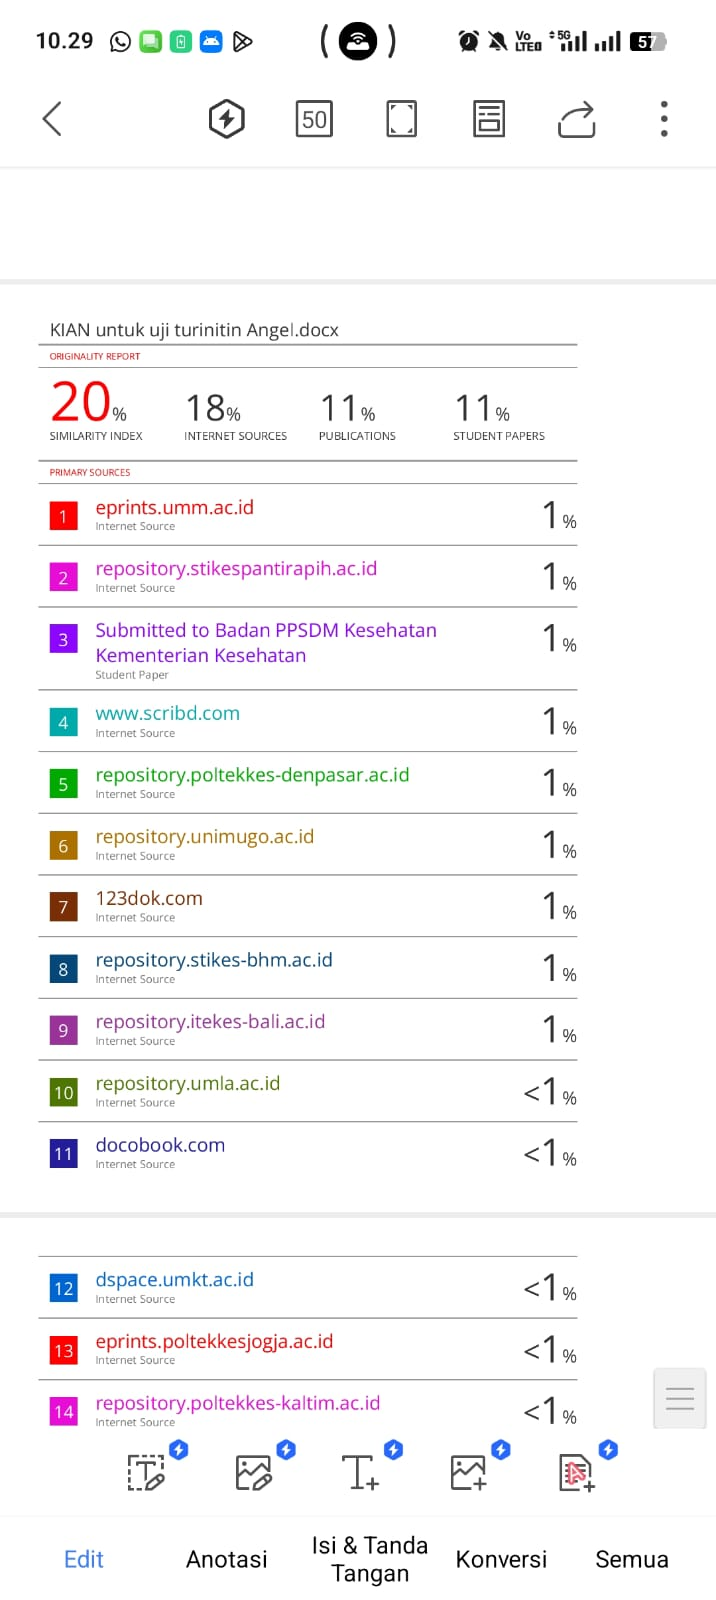 10.29
Vo
LTE
5G
57
50
KIAN untuk uji turinitin Angel.docx
ORIGINALITY REPORT
20%
18%
11%
11%
SIMILARITY INDEX
INTERNET SOURCES
PUBLICATIONS
STUDENT PAPERS
PRIMARY SOURCES
1 eprints.umm.ac.id 1%
Internet Source
2 repository.stikespantirapih.ac.id 1%
Internet Source
3 Submitted to Badan PPSDM Kesehatan
Kementerian Kesehatan 1%
Student Paper
4 www.scribd.com 1%
Internet Source
5 repository.poltekkes-denpasar.ac.id 1%
Internet Source
6 repository.unimugo.ac.id 1%
Internet Source
7 123dok.com 1%
Internet Source
8 repository.stikes-bhm.ac.id 1%
Internet Source
9 repository.itekes-bali.ac.id 1%
Internet Source
10 repository.umla.ac.id <1%
Internet Source
11 docobook.com <1%
Internet Source
12 dspace.umkt.ac.id <1%
Internet Source
13 eprints.poltekkesjogja.ac.id <1%
Internet Source
14 repository.poltekkes-kaltim.ac.id <1%
Internet Source
Edit
Anotasi
Isi & Tanda
Tangan
Konversi
Semua